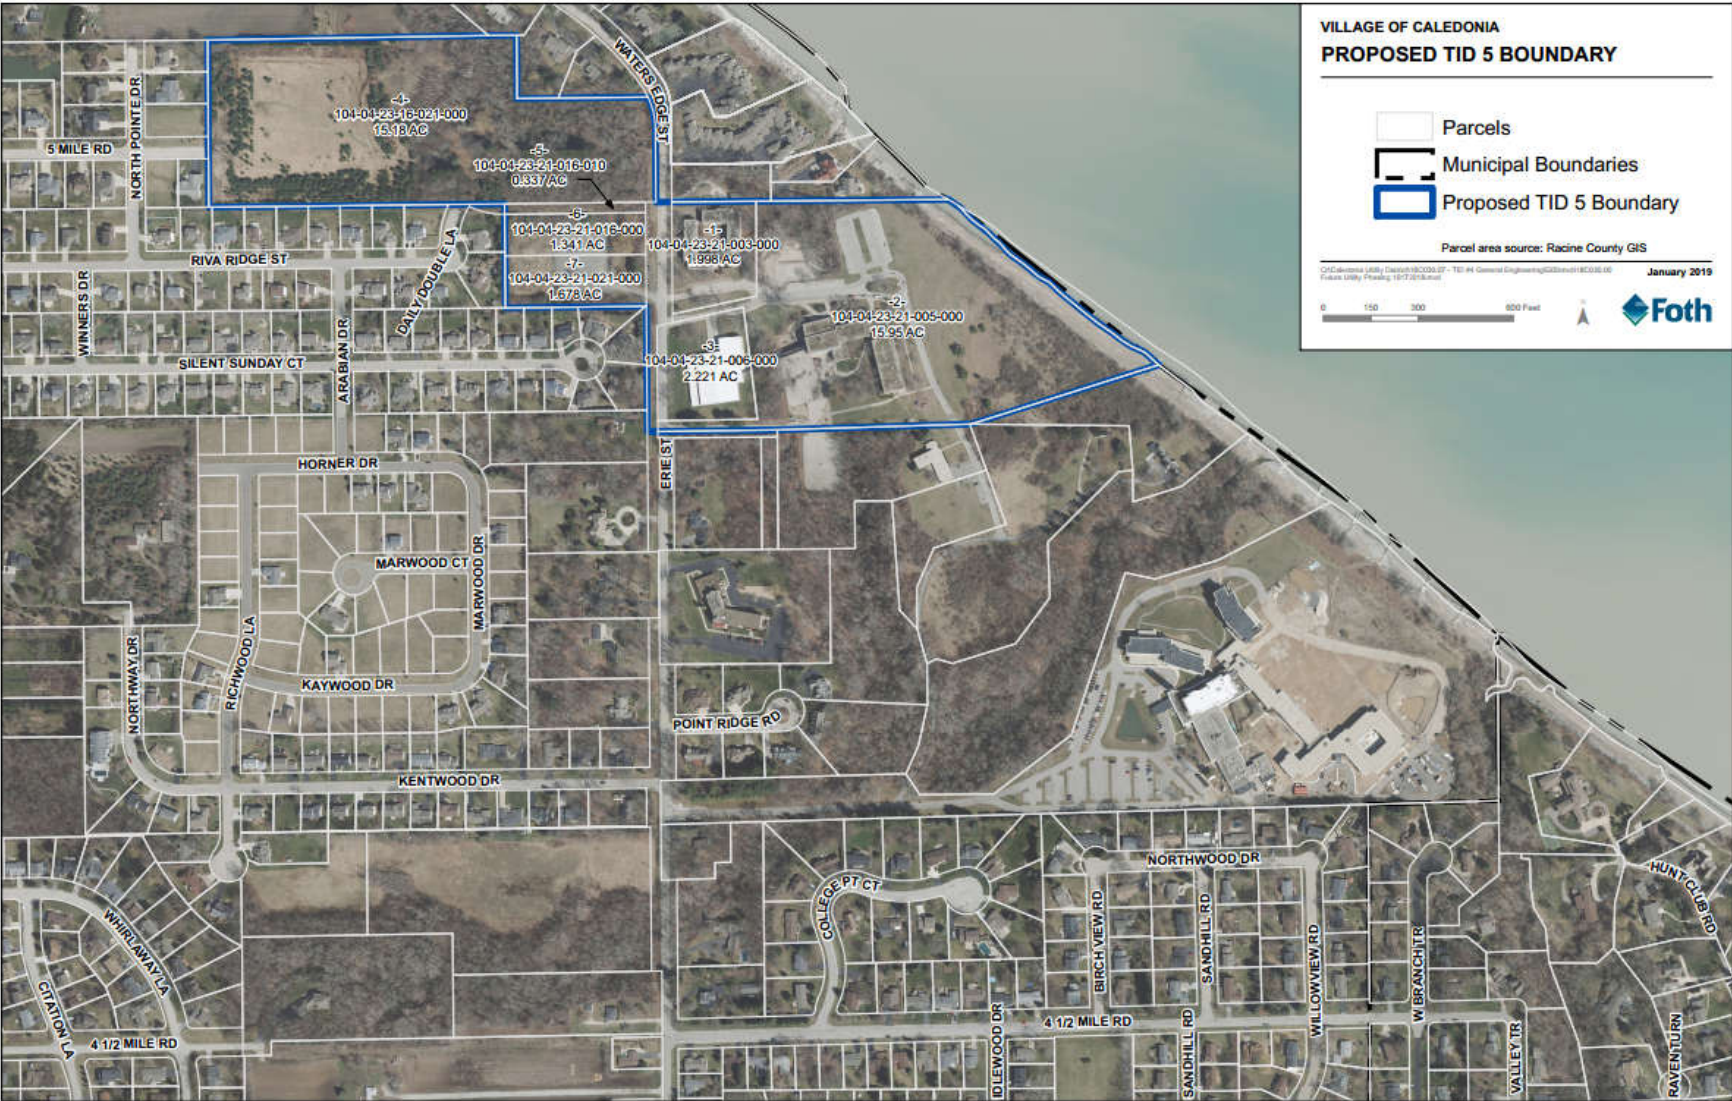 VILLAGE OF CALEDONIA
PROPOSED TID 5 BOUNDARY
Parcels
Municipal Boundaries
Proposed TID 5 Boundary
Parcel area source: Racine County GIS
January 2019
0 150 300 600 Feet
Foth
WATERS EDGE ST
NORTH POINTE DR
5 MILE RD
-4-
104-04-23-16-021-000
15.18 AC
-5-
104-04-23-21-016-010
0.337 AC
-6-
104-04-23-21-016-000
1.341 AC
-7-
104-04-23-21-021-000
1.678 AC
-1-
104-04-23-21-003-000
1.998 AC
-2-
104-04-23-21-005-000
15.95 AC
-3-
104-04-23-21-006-000
2.221 AC
RIVA RIDGE ST
DAILY DOUBLE LA
WINNERS DR
ARABIAN DR
SILENT SUNDAY CT
ERIE ST
HORNER DR
MARWOOD CT
MARWOOD DR
RICHWOOD LA
NORTHWAY DR
KAYWOOD DR
POINT RIDGE RD
KENTWOOD DR
NORTHWOOD DR
COLLEGE PT CT
HUNT CLUB RD
WHIRLAWAY LA
CITATION LA
BIRCH VIEW RD
SANDHILL RD
WILLOWVIEW RD
W BRANCH TR
4 1/2 MILE RD
4 1/2 MILE RD
IDLEWOOD DR
SANDHILL RD
VALLEY TR
RAVENTURN